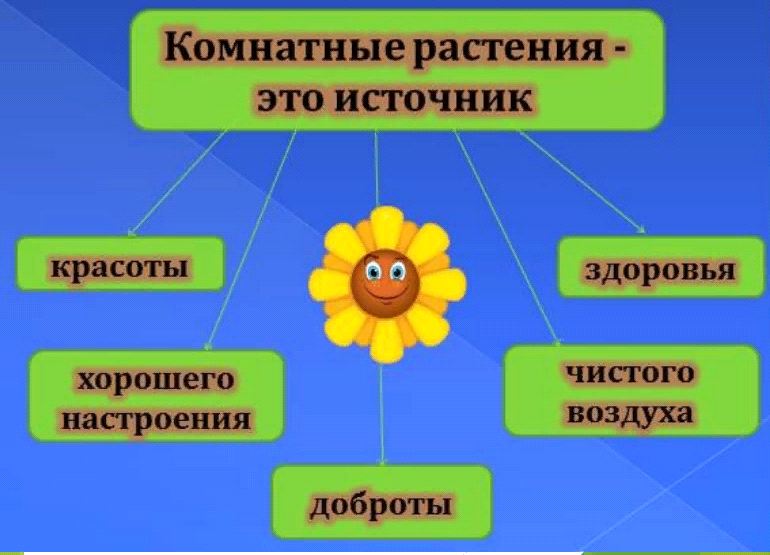 Комнатные растения -
это источник
красоты
здоровья
хорошего
настроения
чистого
воздуха
доброты